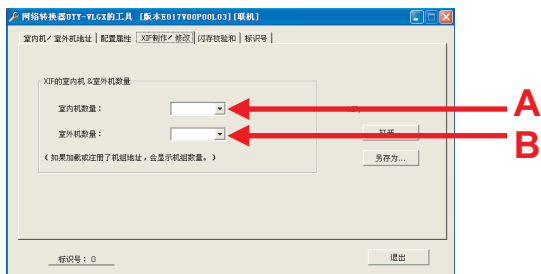 网络转换器UTY-VLGX的工具 [版本E017V00P00L03][联机]
室内机/室外机地址 配置属性 XIF制作/修改 闪存校验和 标识号
XIF的室内机 &室外机数量
室内机数量：
A
室外机数量：
B
(如果加载或注册了机组地址，会显示机组数量。)
另存为...
标识号：0
退出